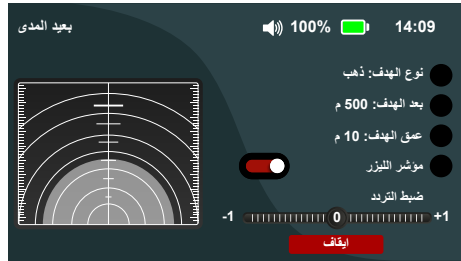 بعيد المدى
100%
14:09
نوع الهدف: ذهب
بعد الهدف: 500 م
عمق الهدف: 10 م
مؤشر الليزر
ضبط التردد
-1 0 +1
ايقاف